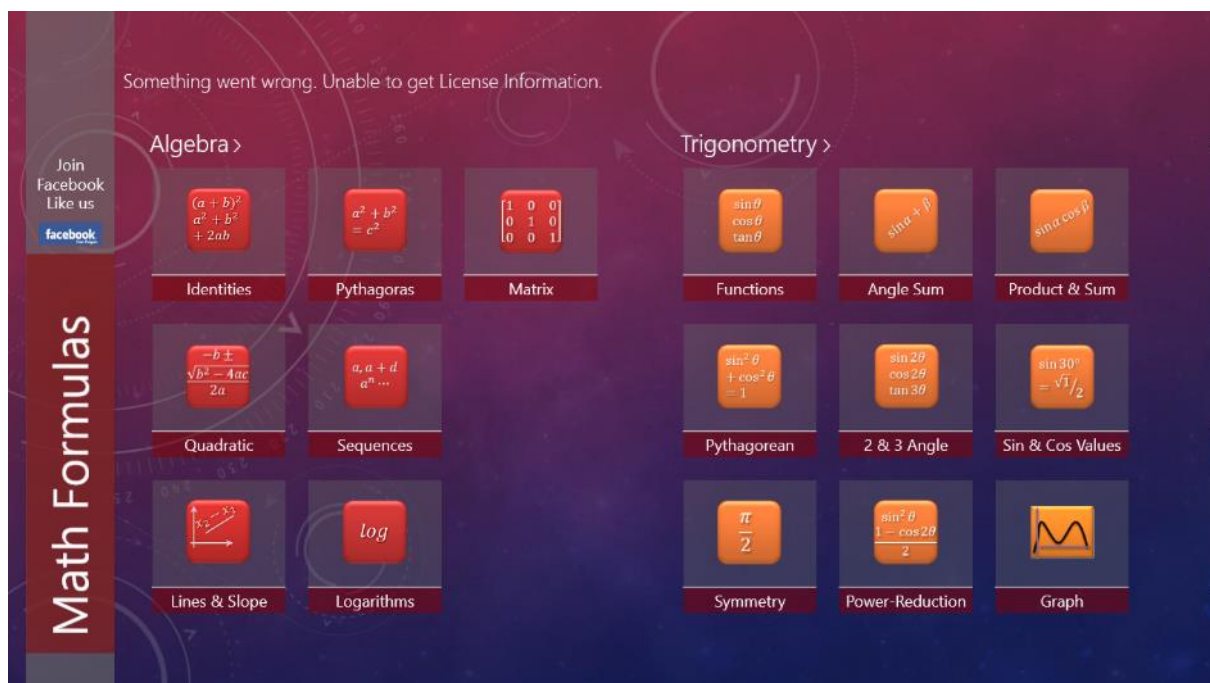 Something went wrong. Unable to get License Information.
Join
Facebook
Like us
facebook
Math Formulas
Algebra >
(a + b)²
a² + b²
+ 2ab
Identities
a² + b²
= c²
Pythagoras
1 0 0
0 1 0
0 0 1
Matrix
−b ±
√b² − 4ac
2a
Quadratic
a, a + d
aⁿ ...
Sequences
x₂ − x₁
Lines & Slope
log
Logarithms
Trigonometry >
sin θ
cos θ
tan θ
Functions
sin α + β
Angle Sum
sin α cos β
Product & Sum
sin² θ
+ cos² θ
= 1
Pythagorean
sin 2θ
cos 2θ
tan 3θ
2 & 3 Angle
sin 30°
= √1/2
Sin & Cos Values
π
2
Symmetry
sin² θ
1 − cos 2θ
2
Power-Reduction
Graph